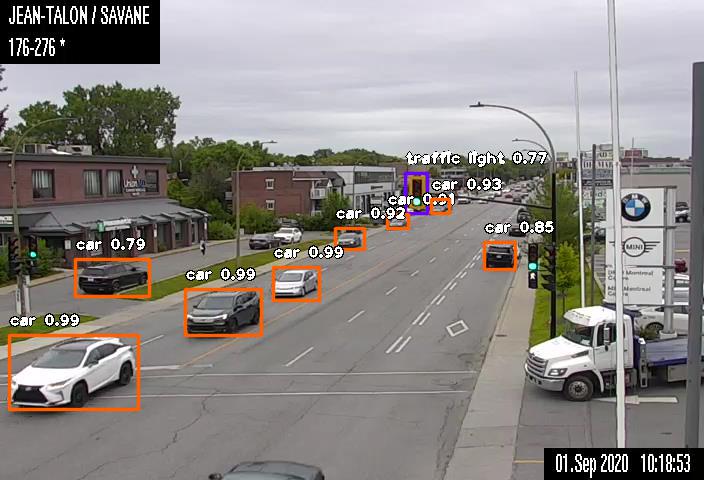 JEAN-TALON / SAVANE
176-276 *
traffic light 0.77
car 0.93
car 0.92
car 0.85
car 0.79
car 0.99
car 0.99
car 0.99
BMW
MINI
Union
01.Sep 2020 10:18:53